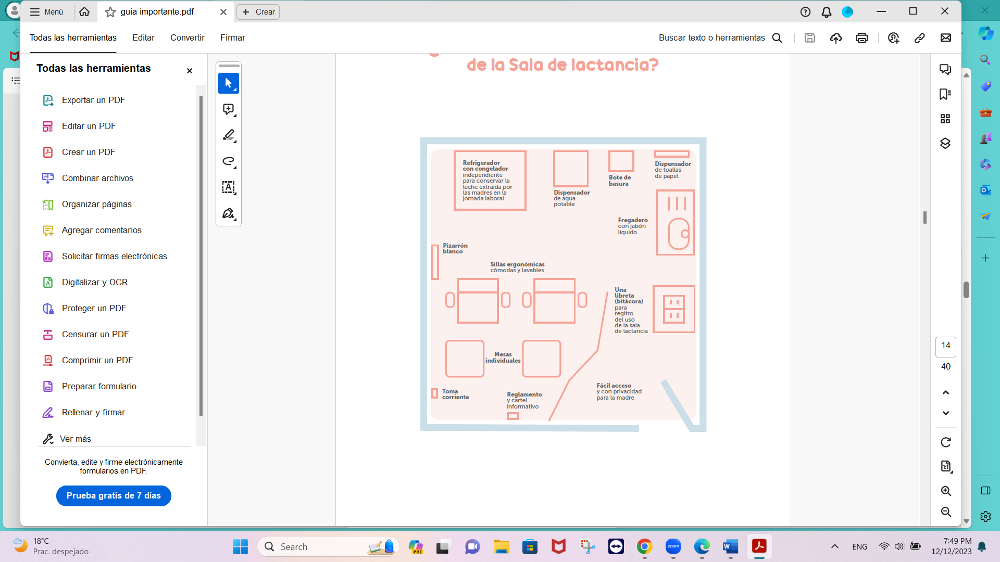 Menú
guia importante.pdf
Crear
Todas las herramientas
Editar
Convertir
Firmar
Buscar texto o herramientas
Todas las herramientas
Exportar un PDF
Editar un PDF
Crear un PDF
Combinar archivos
Organizar páginas
Agregar comentarios
Solicitar firmas electrónicas
Digitalizar y OCR
Proteger un PDF
Censurar un PDF
Comprimir un PDF
Preparar formulario
Rellenar y firmar
Ver más
Convierta, edite y firme electrónicamente
formularios en PDF.
Prueba gratis de 7 días
de la Sala de lactancia?
Refrigerador
con congelador
independiente
para conservar la
leche extraida por
las madres en la
jornada laboral
Dispensador
de agua
potable
Bote de
basura
Dispensador
de toallas
de papel
Fregadero
con jabón
líquido
Pizarrón
blanco
Sillas ergonómicas
cómodas y lavables
Una
libreta
(bitácora)
para
regitro
del uso
de la sala
de lactancia
Mesas
individuales
Toma
corriente
Reglamento
y cartel
informativo
Fácil acceso
y con privacidad
para la madre
14
40
1:1
18°C
Prac. despejado
Search
PRE
zoom
ENG
7:49 PM
12/12/2023